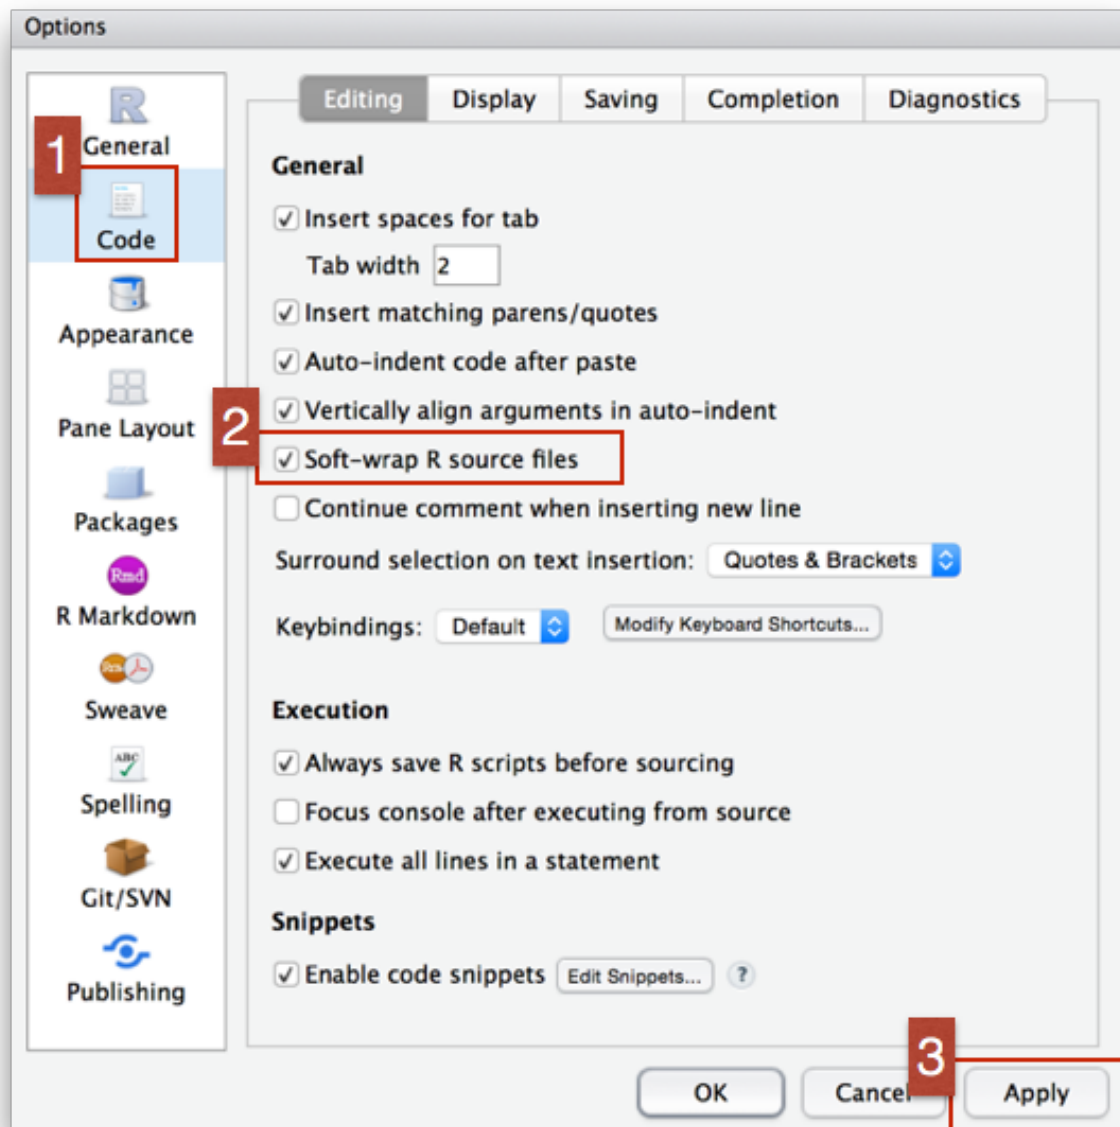 Options
R
General
1
Code
Appearance
Pane Layout
Packages
Rmd
R Markdown
Sweave
ABC
Spelling
Git/SVN
Publishing
Editing Display Saving Completion Diagnostics
General
Insert spaces for tab
Tab width 2
Insert matching parens/quotes
Auto-indent code after paste
Vertically align arguments in auto-indent
2
Soft-wrap R source files
Continue comment when inserting new line
Surround selection on text insertion: Quotes & Brackets
Keybindings: Default Modify Keyboard Shortcuts...
Execution
Always save R scripts before sourcing
Focus console after executing from source
Execute all lines in a statement
Snippets
Enable code snippets Edit Snippets... ?
3
OK Cancel Apply